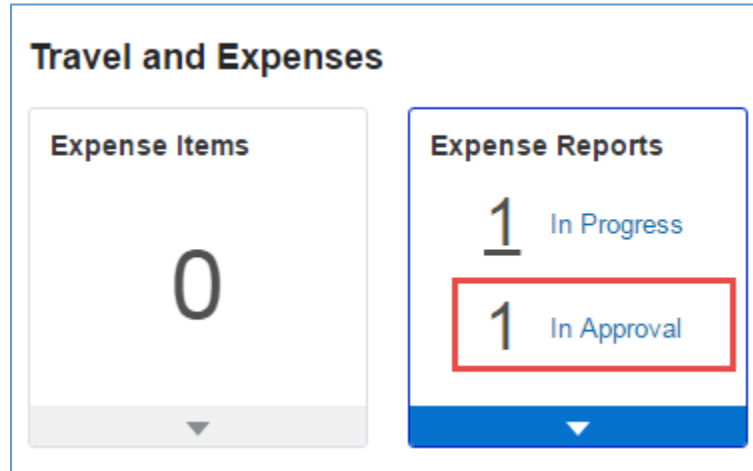 Travel and Expenses
Expense Items
0
Expense Reports
1 In Progress
1 In Approval